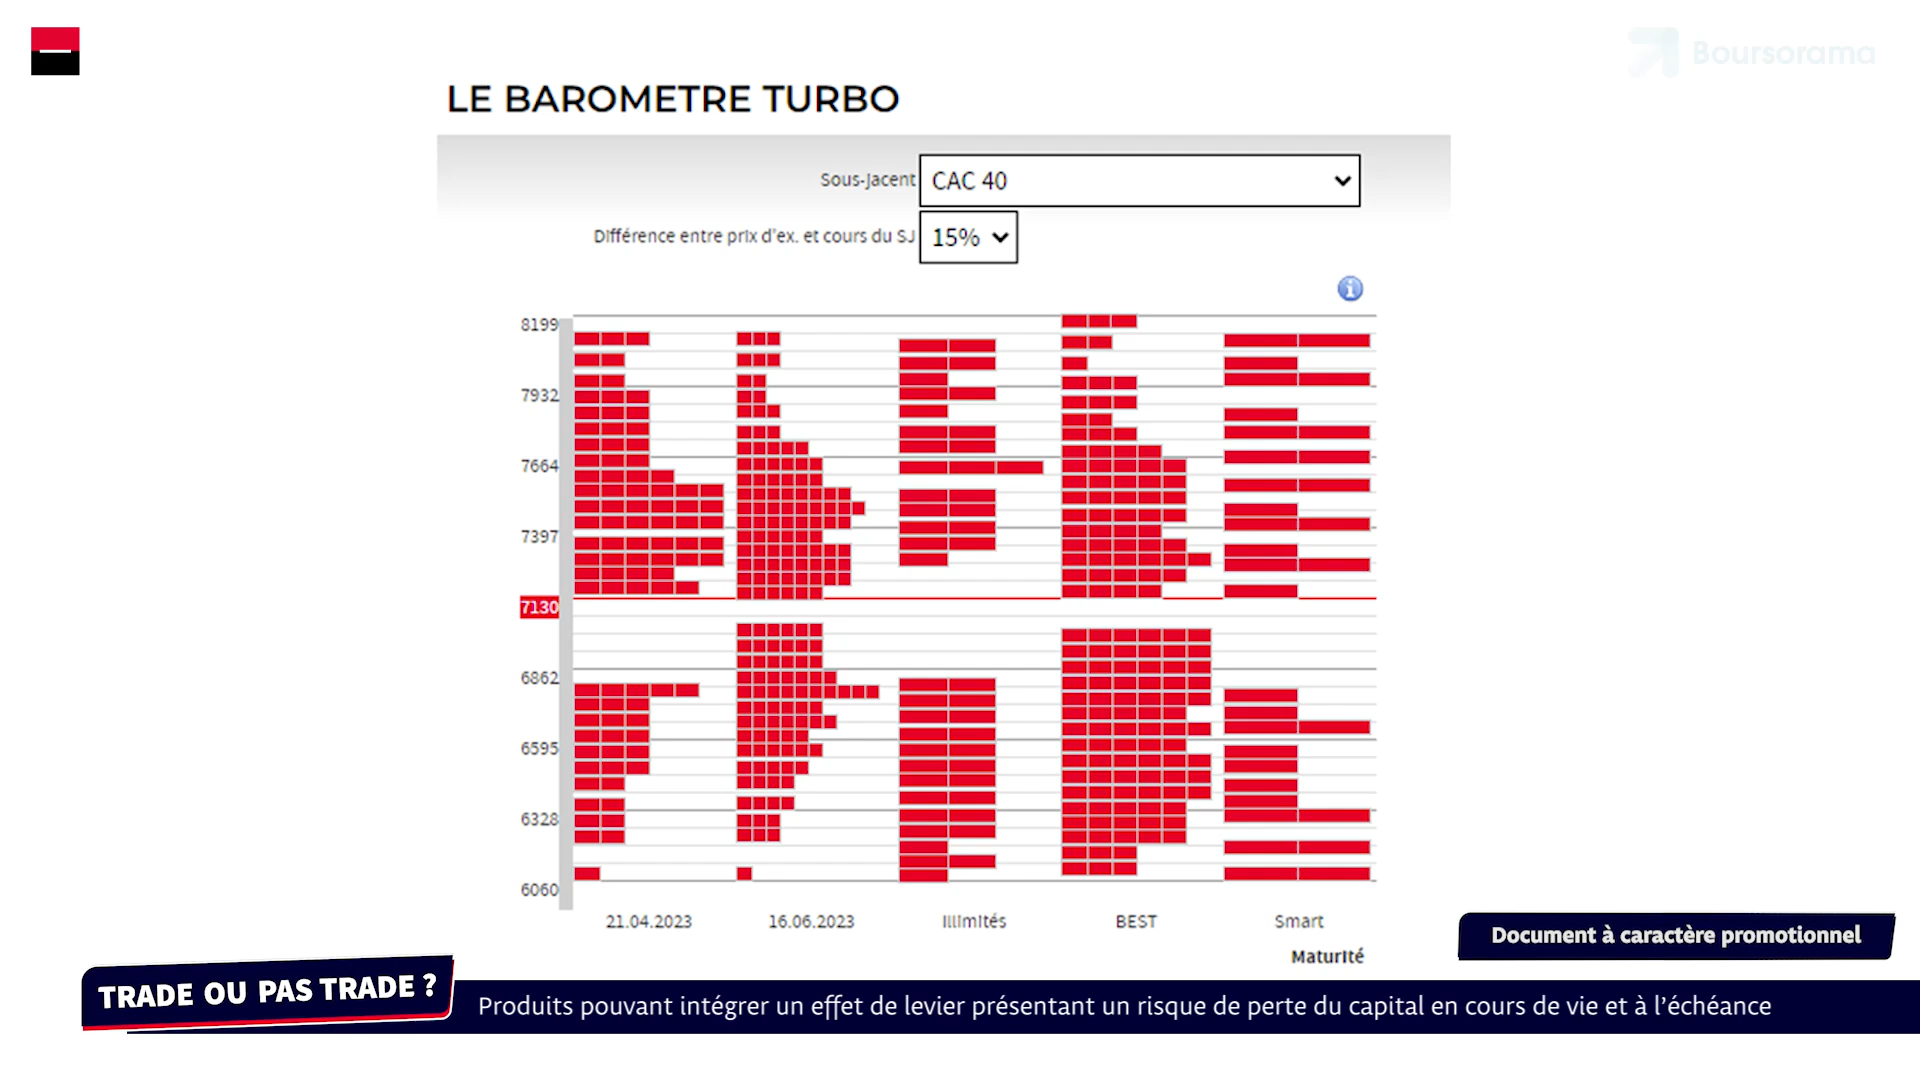 Boursorama
LE BAROMETRE TURBO
Sous-Jacent CAC 40
Différence entre prix d'ex. et cours du SJ 15%
8199
7932
7664
7397
7130
6862
6595
6328
6060
21.04.2023 16.06.2023 Illimités BEST Smart
Maturité
Document à caractère promotionnel
TRADE OU PAS TRADE ?
Produits pouvant intégrer un effet de levier présentant un risque de perte du capital en cours de vie et à l'échéance